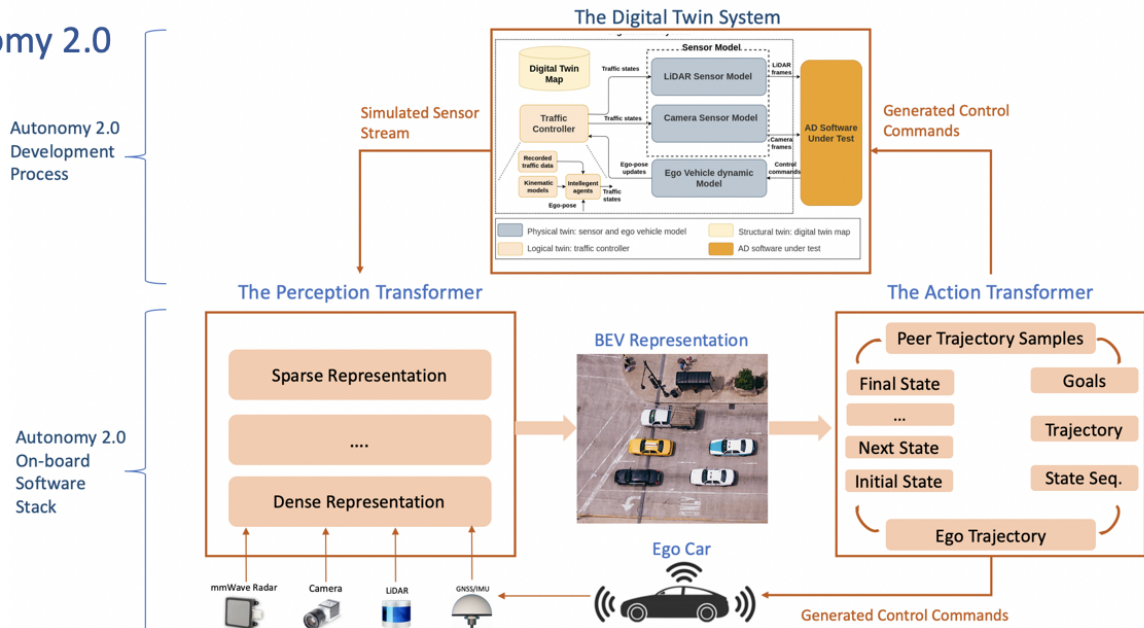 omy 2.0
The Digital Twin System
Sensor Model
Digital Twin
Map
Traffic states
LiDAR Sensor Model
LiDAR
frames
Traffic
Controller
Traffic states
Camera Sensor Model
Camera
frames
AD Software
Under Test
Recorded
traffic data
Kinematic
models
Intellegent
agents
Traffic
states
Ego-pose
Ego-pose
updates
Ego Vehicle dynamic
Model
Control
commands
Physical twin: sensor and ego vehicle model
Structural twin: digital twin map
Logical twin: traffic controller
AD software under test
Autonomy 2.0
Development
Process
Simulated Sensor
Stream
Generated Control
Commands
The Perception Transformer
The Action Transformer
Autonomy 2.0
On-board
Software
Stack
Sparse Representation
....
Dense Representation
BEV Representation
Peer Trajectory Samples
Final State
...
Next State
Initial State
Goals
Trajectory
State Seq.
Ego Trajectory
mmWave Radar
Camera
LiDAR
GNSS/IMU
Ego Car
Generated Control Commands